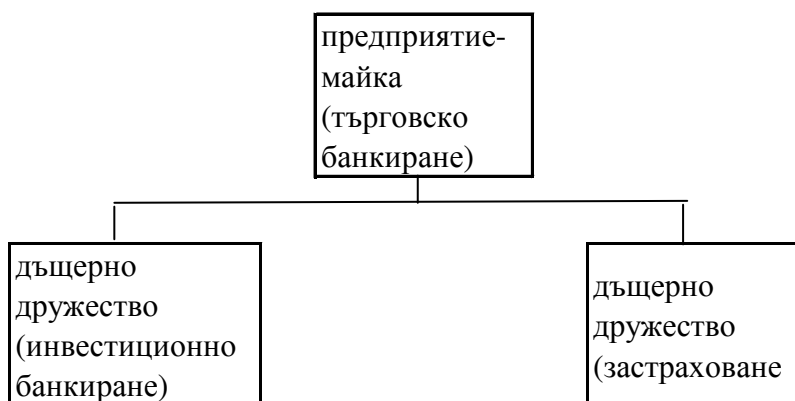 предприятие-
майка
(търговско
банкиране)
дъщерно
дружество
(инвестиционно
банкиране)
дъщерно
дружество
(застраховане